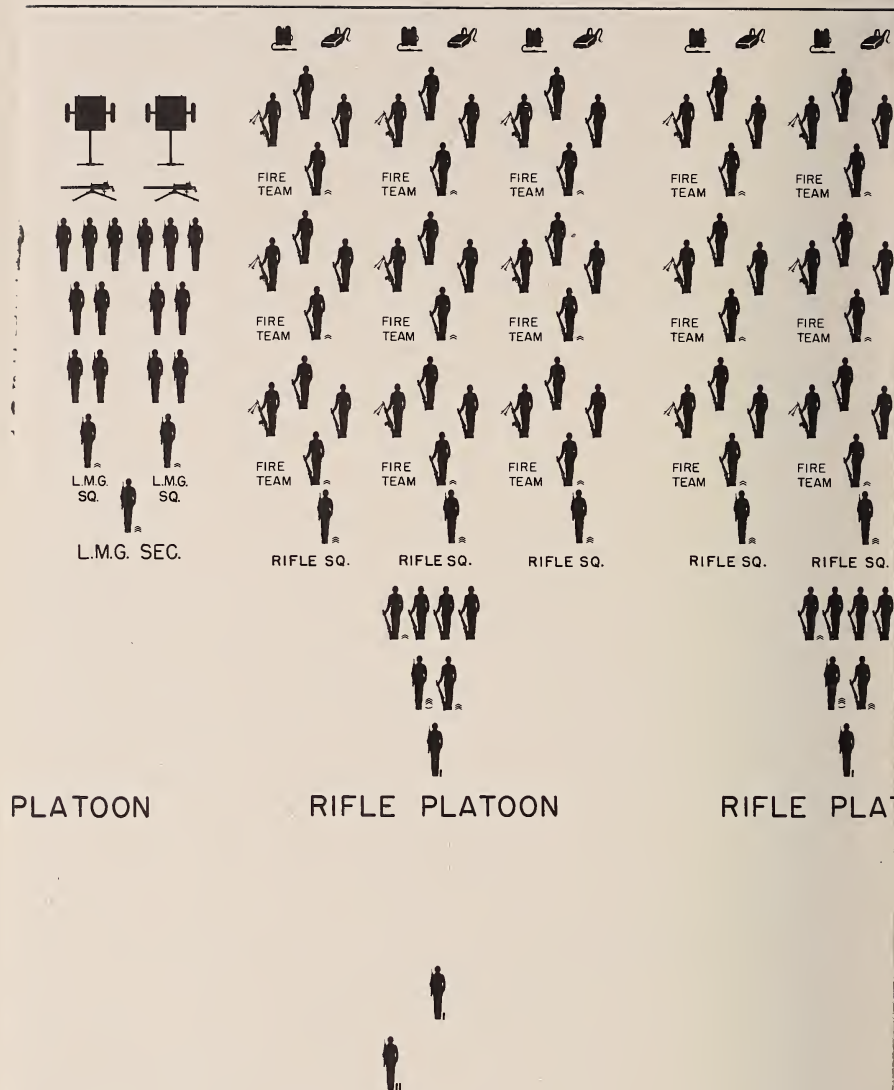 FIRE TEAM FIRE TEAM FIRE TEAM FIRE TEAM FIRE TEAM
FIRE TEAM FIRE TEAM FIRE TEAM FIRE TEAM FIRE TEAM
FIRE TEAM FIRE TEAM FIRE TEAM FIRE TEAM FIRE TEAM
L.M.G. SQ. L.M.G. SQ.
L.M.G. SEC.
RIFLE SQ. RIFLE SQ. RIFLE SQ. RIFLE SQ. RIFLE SQ.
PLATOON RIFLE PLATOON RIFLE PLAT